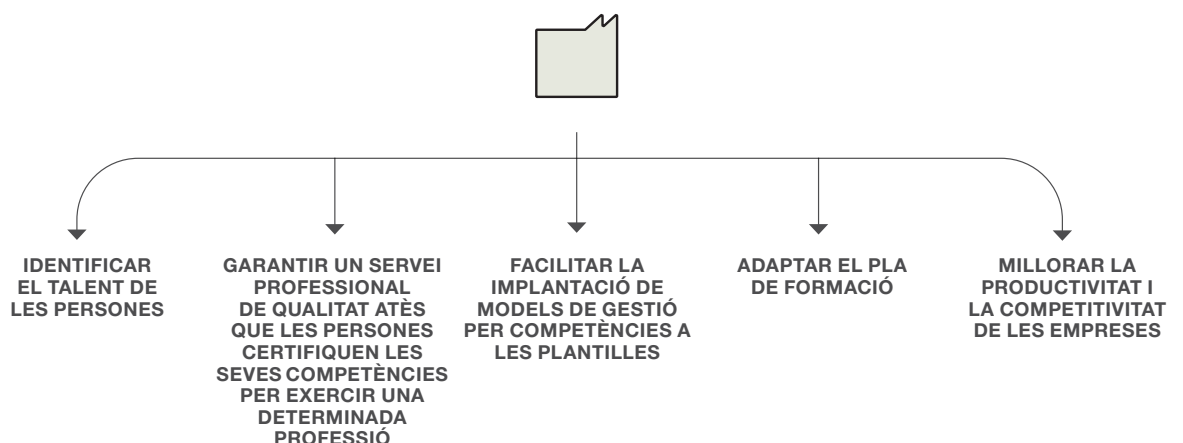 IDENTIFICAR
EL TALENT DE
LES PERSONES
GARANTIR UN SERVEI
PROFESSIONAL
DE QUALITAT ATÈS
QUE LES PERSONES
CERTIFIQUEN LES
SEVES COMPETÈNCIES
PER EXERCIR UNA
DETERMINADA
PROFESSIÓ
FACILITAR LA
IMPLANTACIÓ DE
MODELS DE GESTIÓ
PER COMPETÈNCIES A
LES PLANTILLES
ADAPTAR EL PLA
DE FORMACIÓ
MILLORAR LA
PRODUCTIVITAT I
LA COMPETITIVITAT
DE LES EMPRESES